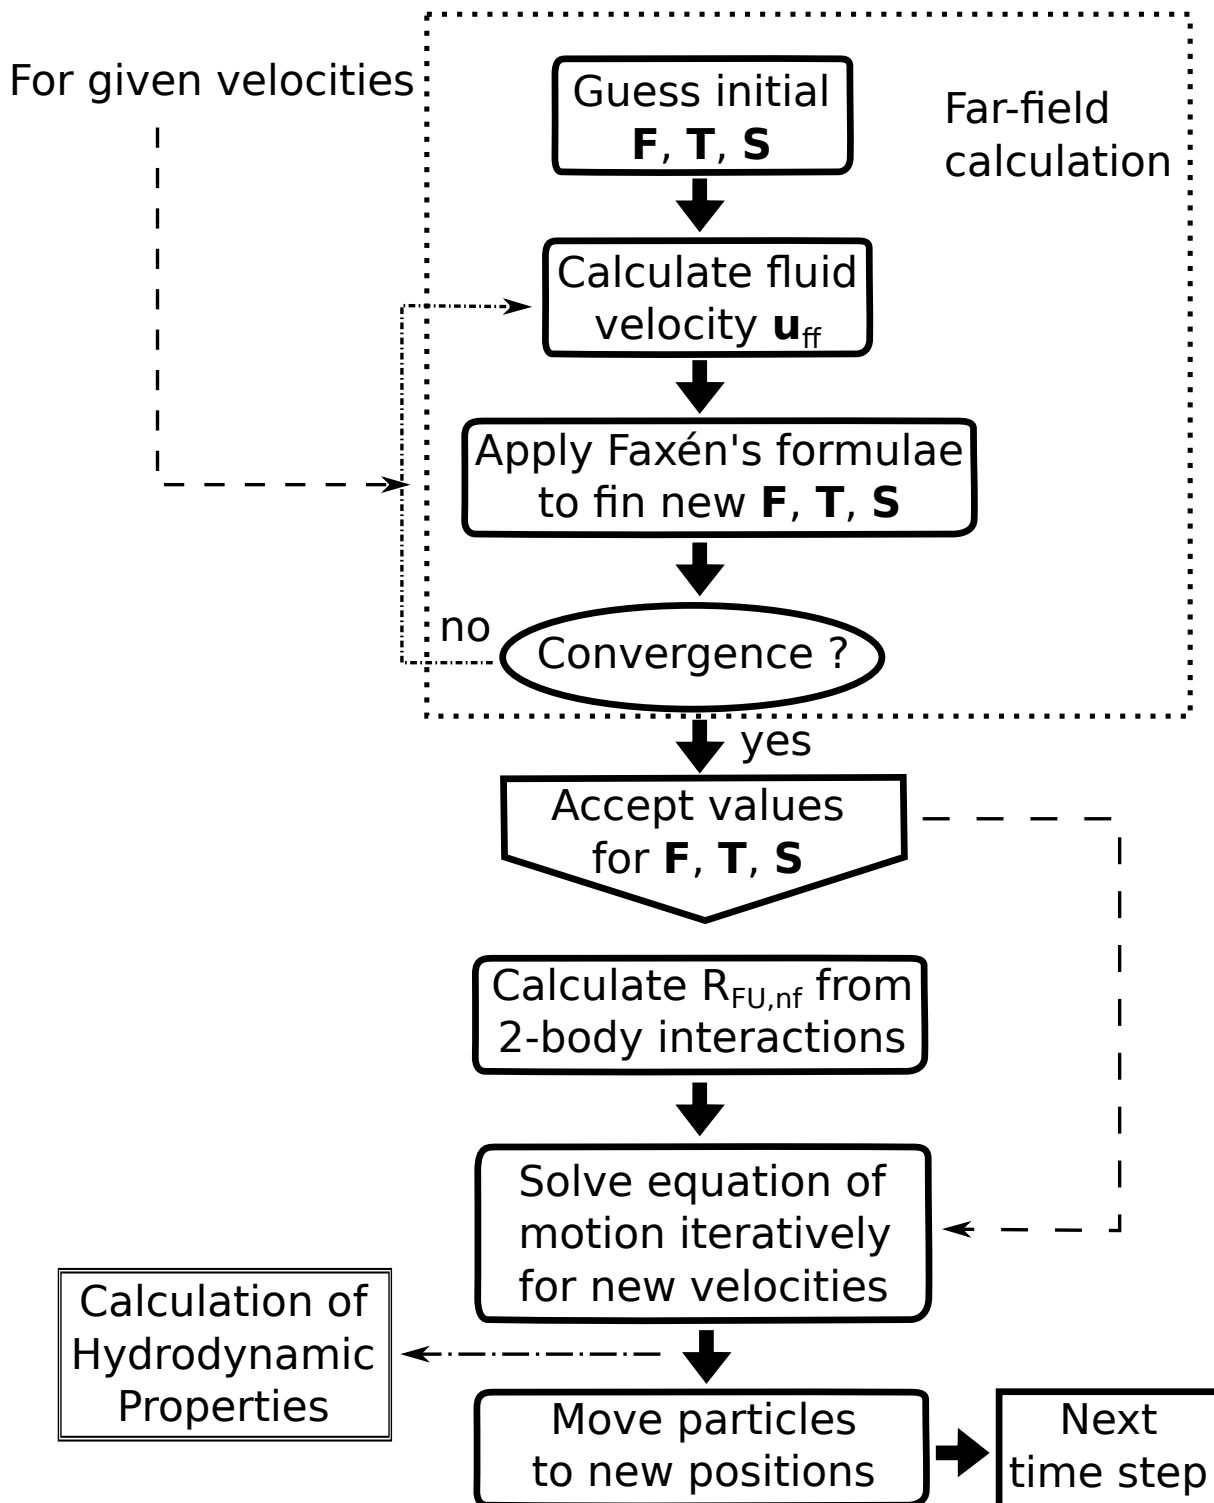 For given velocities
Guess initial
F, T, S
Far-field
calculation
Calculate fluid
velocity u_ff
Apply Faxén's formulae
to fin new F, T, S
no
Convergence ?
yes
Accept values
for F, T, S
Calculate R_FU,nf from
2-body interactions
Solve equation of
motion iteratively
for new velocities
Calculation of
Hydrodynamic
Properties
Move particles
to new positions
Next
time step